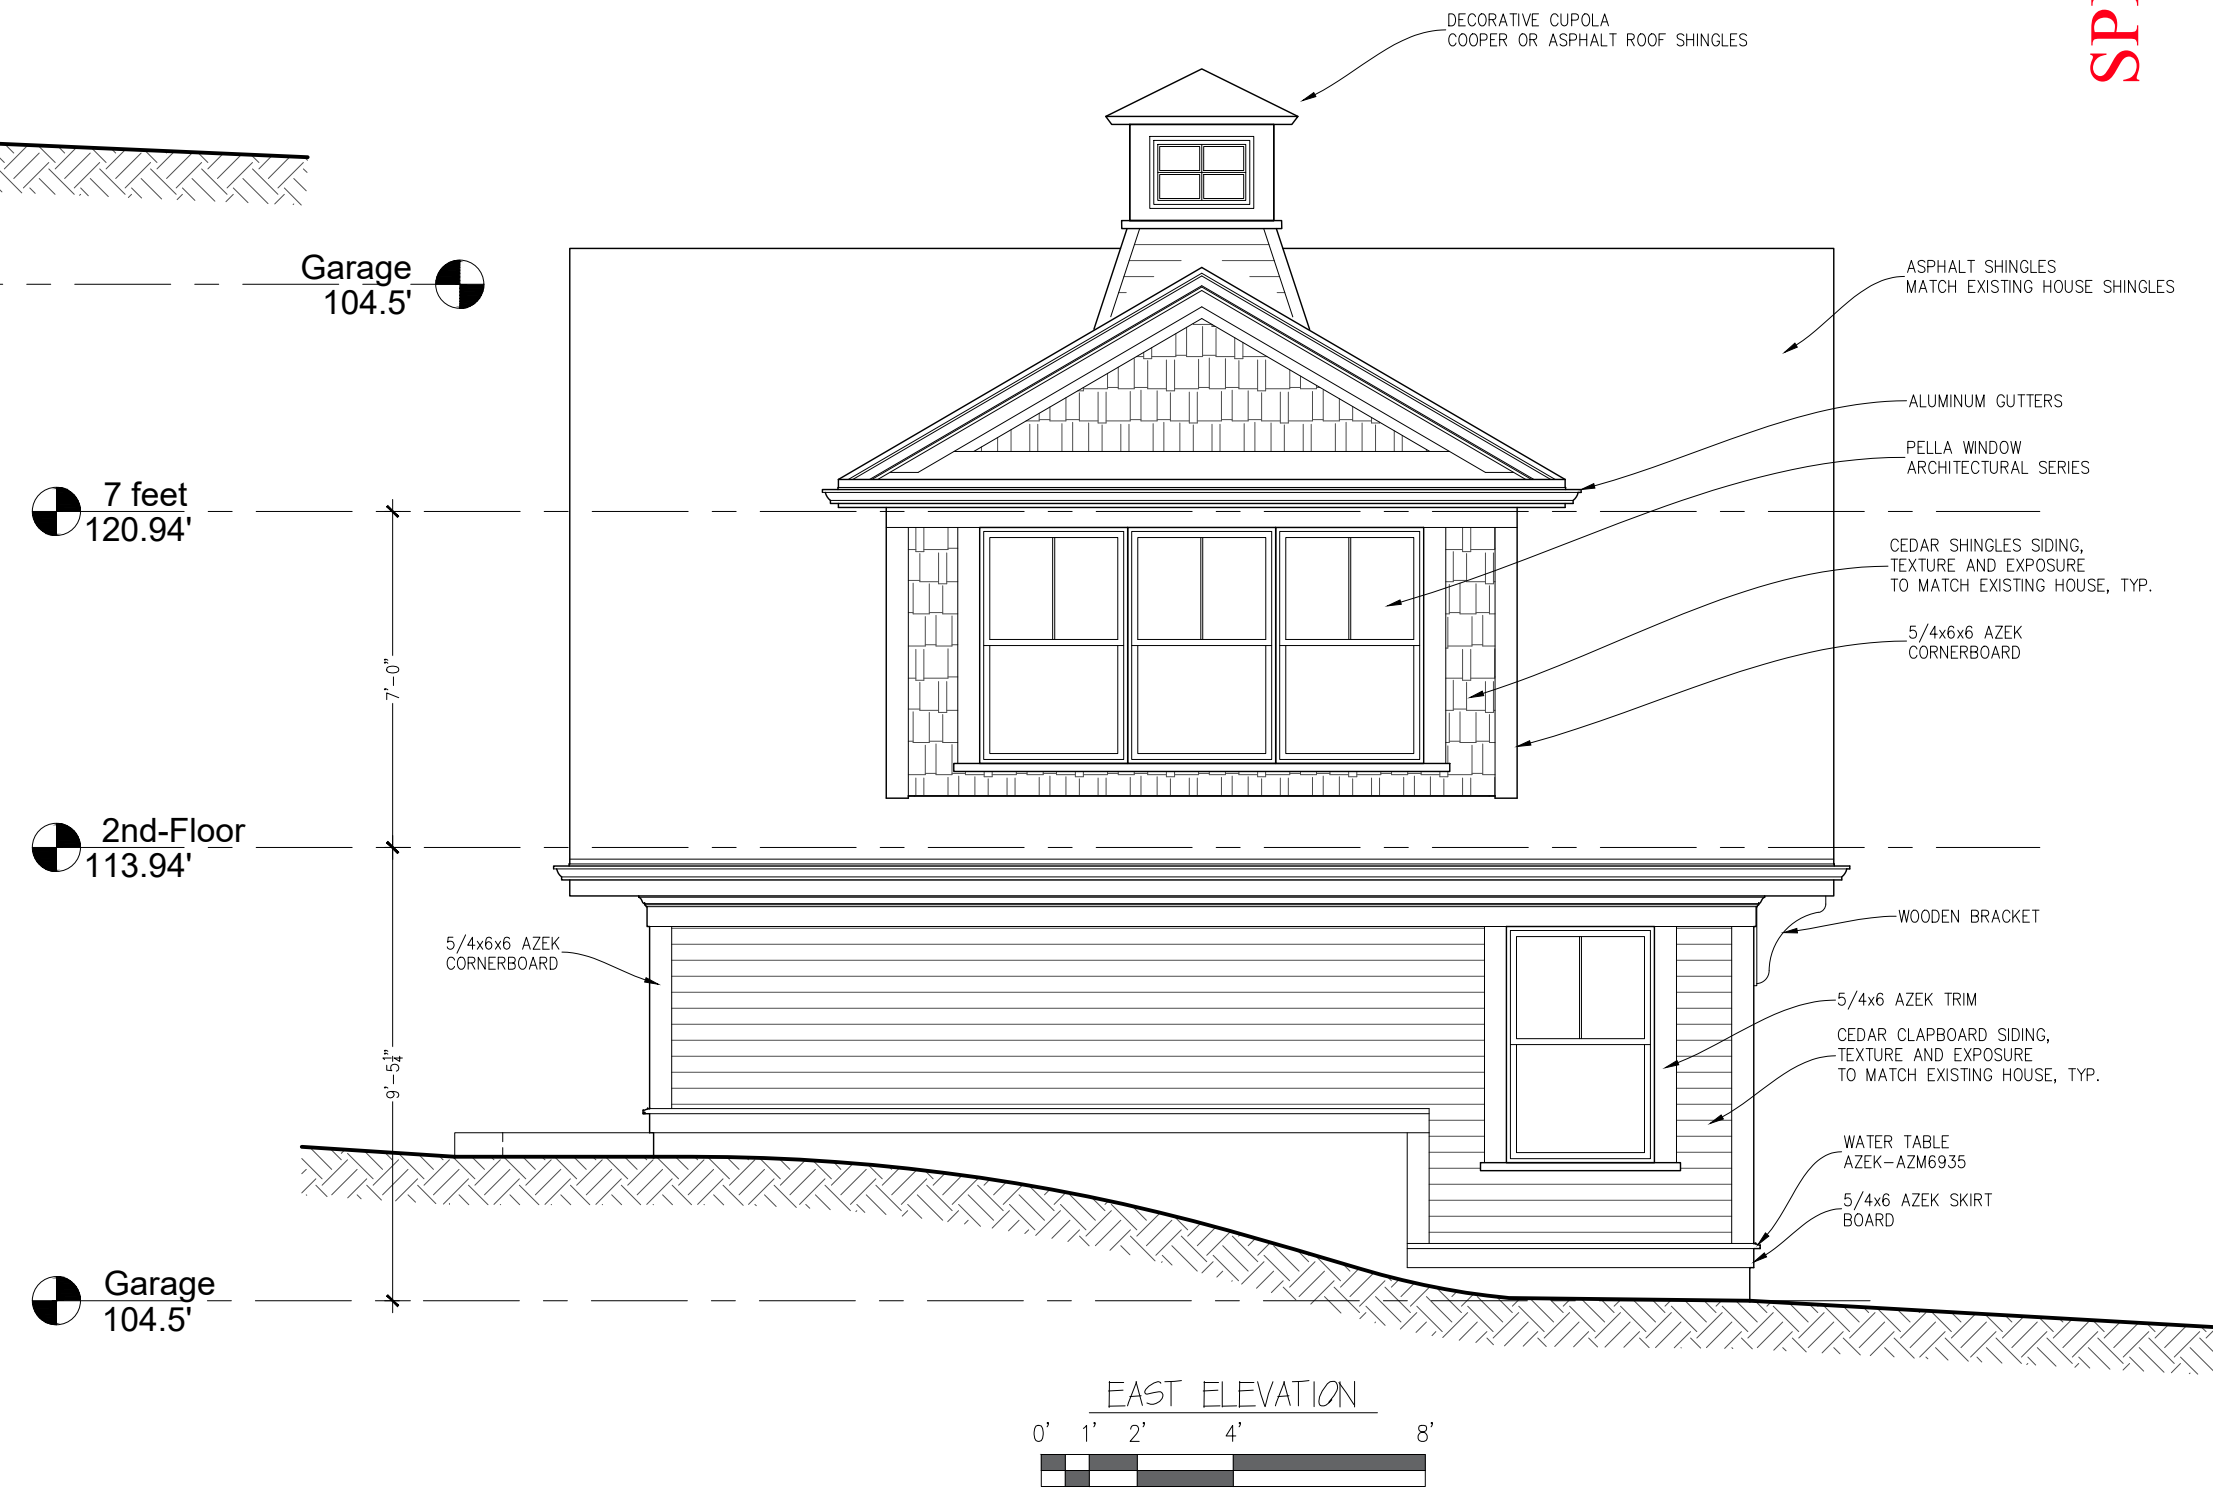 DECORATIVE CUPOLA
COOPER OR ASPHALT ROOF SHINGLES
SP
Garage
104.5'
ASPHALT SHINGLES
MATCH EXISTING HOUSE SHINGLES
ALUMINUM GUTTERS
PELLA WINDOW
ARCHITECTURAL SERIES
7 feet
120.94'
CEDAR SHINGLES SIDING,
TEXTURE AND EXPOSURE
TO MATCH EXISTING HOUSE, TYP.
5/4x6x6 AZEK
CORNERBOARD
7'-0"
2nd-Floor
113.94'
WOODEN BRACKET
5/4x6x6 AZEK
CORNERBOARD
5/4x6 AZEK TRIM
CEDAR CLAPBOARD SIDING,
TEXTURE AND EXPOSURE
TO MATCH EXISTING HOUSE, TYP.
9'-5 1/4"
WATER TABLE
AZEK-AZM6935
5/4x6 AZEK SKIRT
BOARD
Garage
104.5'
EAST ELEVATION
0' 1' 2' 4' 8'